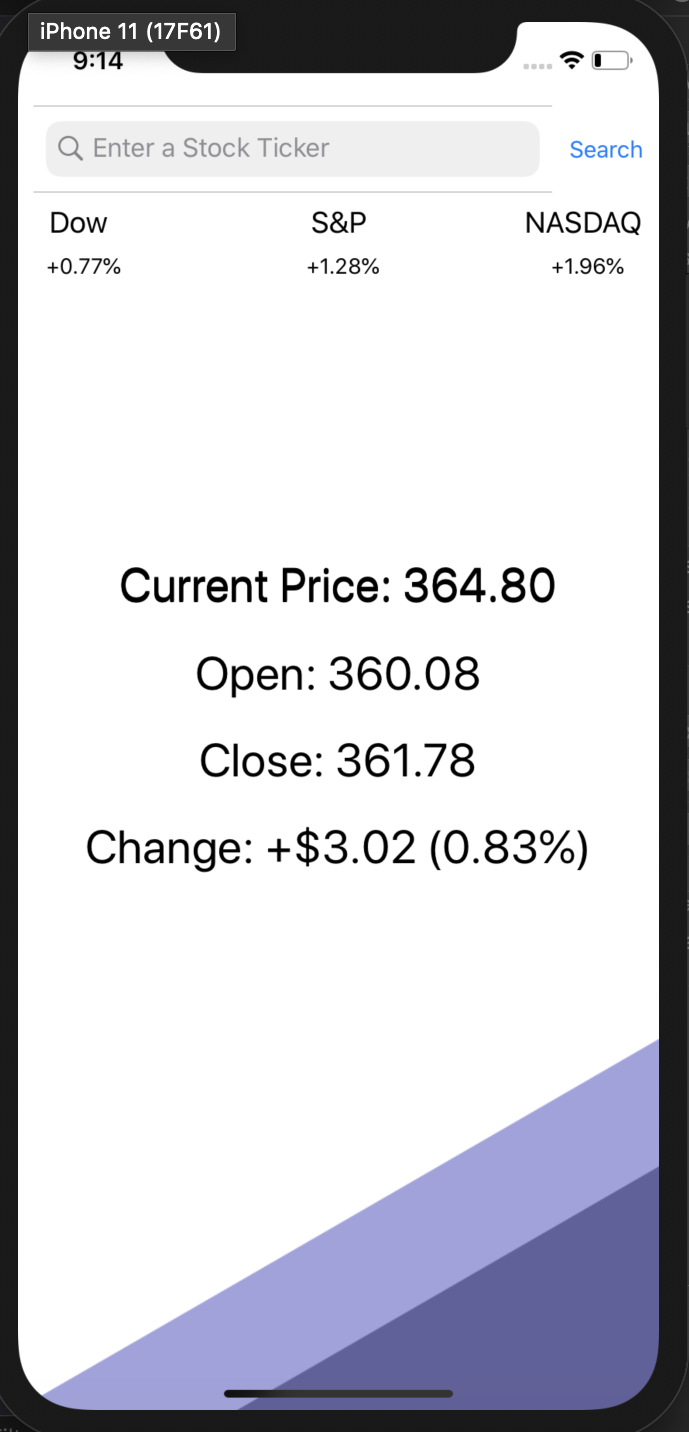 iPhone 11 (17F61)
9:14
Enter a Stock Ticker Search
Dow S&P NASDAQ
+0.77% +1.28% +1.96%
Current Price: 364.80
Open: 360.08
Close: 361.78
Change: +$3.02 (0.83%)